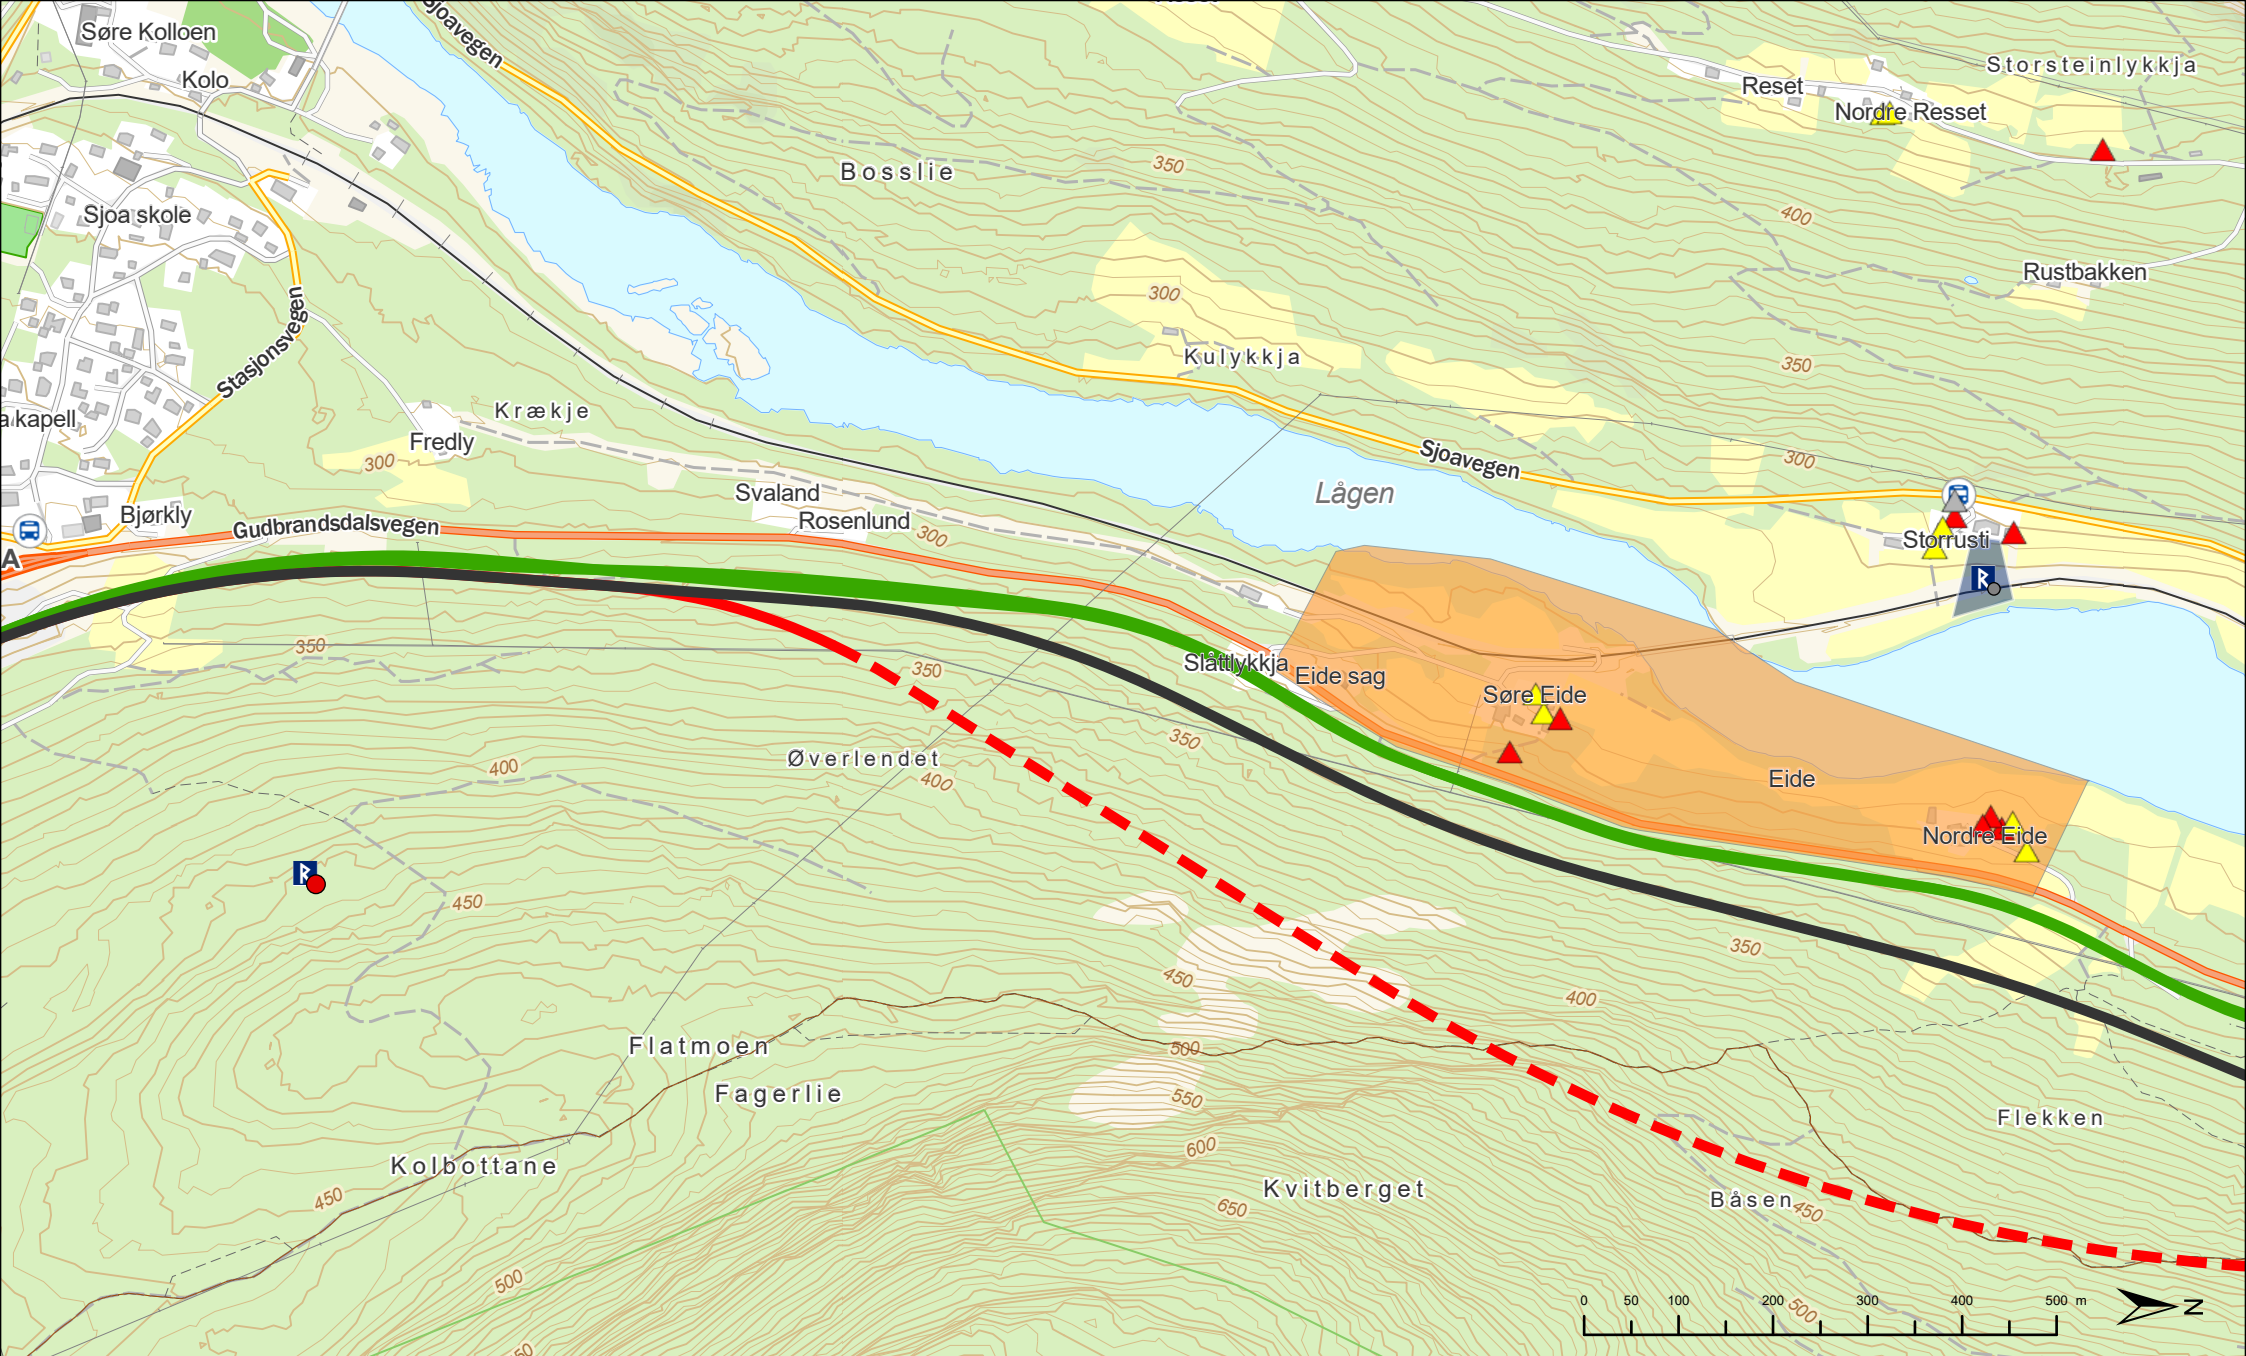 Søre Kolloen
Kolo
Sjoavegen
Storsteinlykkja
Reset
Nordre Resset
Bosslie
350
400
Sjoa skole
Rustbakken
300
Stasjonsvegen
Kulykkja
350
a kapell
Krækje
Fredly
300
Sjoavegen
300
Svaland
Lågen
Bjørkly
Gudbrandsdalsvegen
Rosenlund
300
Storrusti
A
350
350
Slåttlykkja
Eide sag
Søre Eide
350
Øverlendet
400
400
Eide
Nordre Eide
450
350
450
400
Flatmoen
500
Fagerlie
550
Flekken
600
Kolbottane
450
Kvitberget
650
Båsen
450
500
500
50
0 50 100 200 300 400 500 m
N